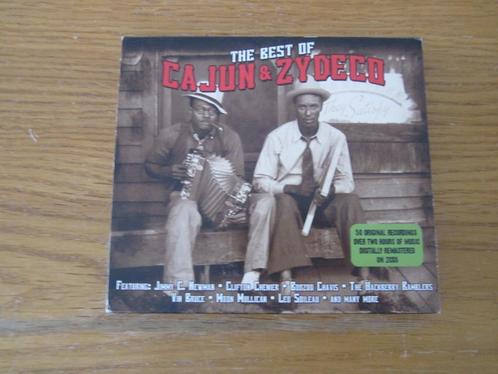 THE BEST OF
CAJUN & ZYDECO
50 ORIGINAL RECORDINGS
OVER TWO HOURS OF MUSIC
DIGITALLY REMASTERED
ON 2CDS
FEATURING: JIMMY C. NEWMAN • CLIFTON CHENIER • BOOZOO CHAVIS • THE HACKBERRY RAMBLERS
VIN BRUCE • MOON MULLICAN • LEO SOILEAU • AND MANY MORE